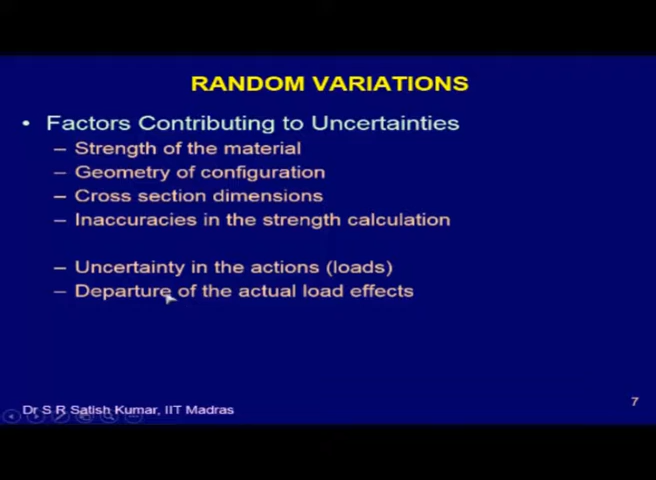 RANDOM VARIATIONS
• Factors Contributing to Uncertainties
– Strength of the material
– Geometry of configuration
– Cross section dimensions
– Inaccuracies in the strength calculation
– Uncertainty in the actions (loads)
– Departure of the actual load effects
7
Dr S R Satish Kumar, IIT Madras